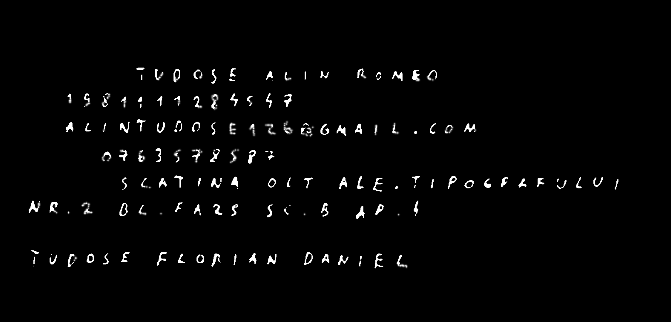 TUDOSE ALIN ROMEO
1981111284547
ALINTUDOSE126@GMAIL.COM
0763578587
SLATINA OLT ALE.TIPOGRAFULUI
NR.2 BL.FA25 SC.B AP.4
TUDOSE FLORIAN DANIEL